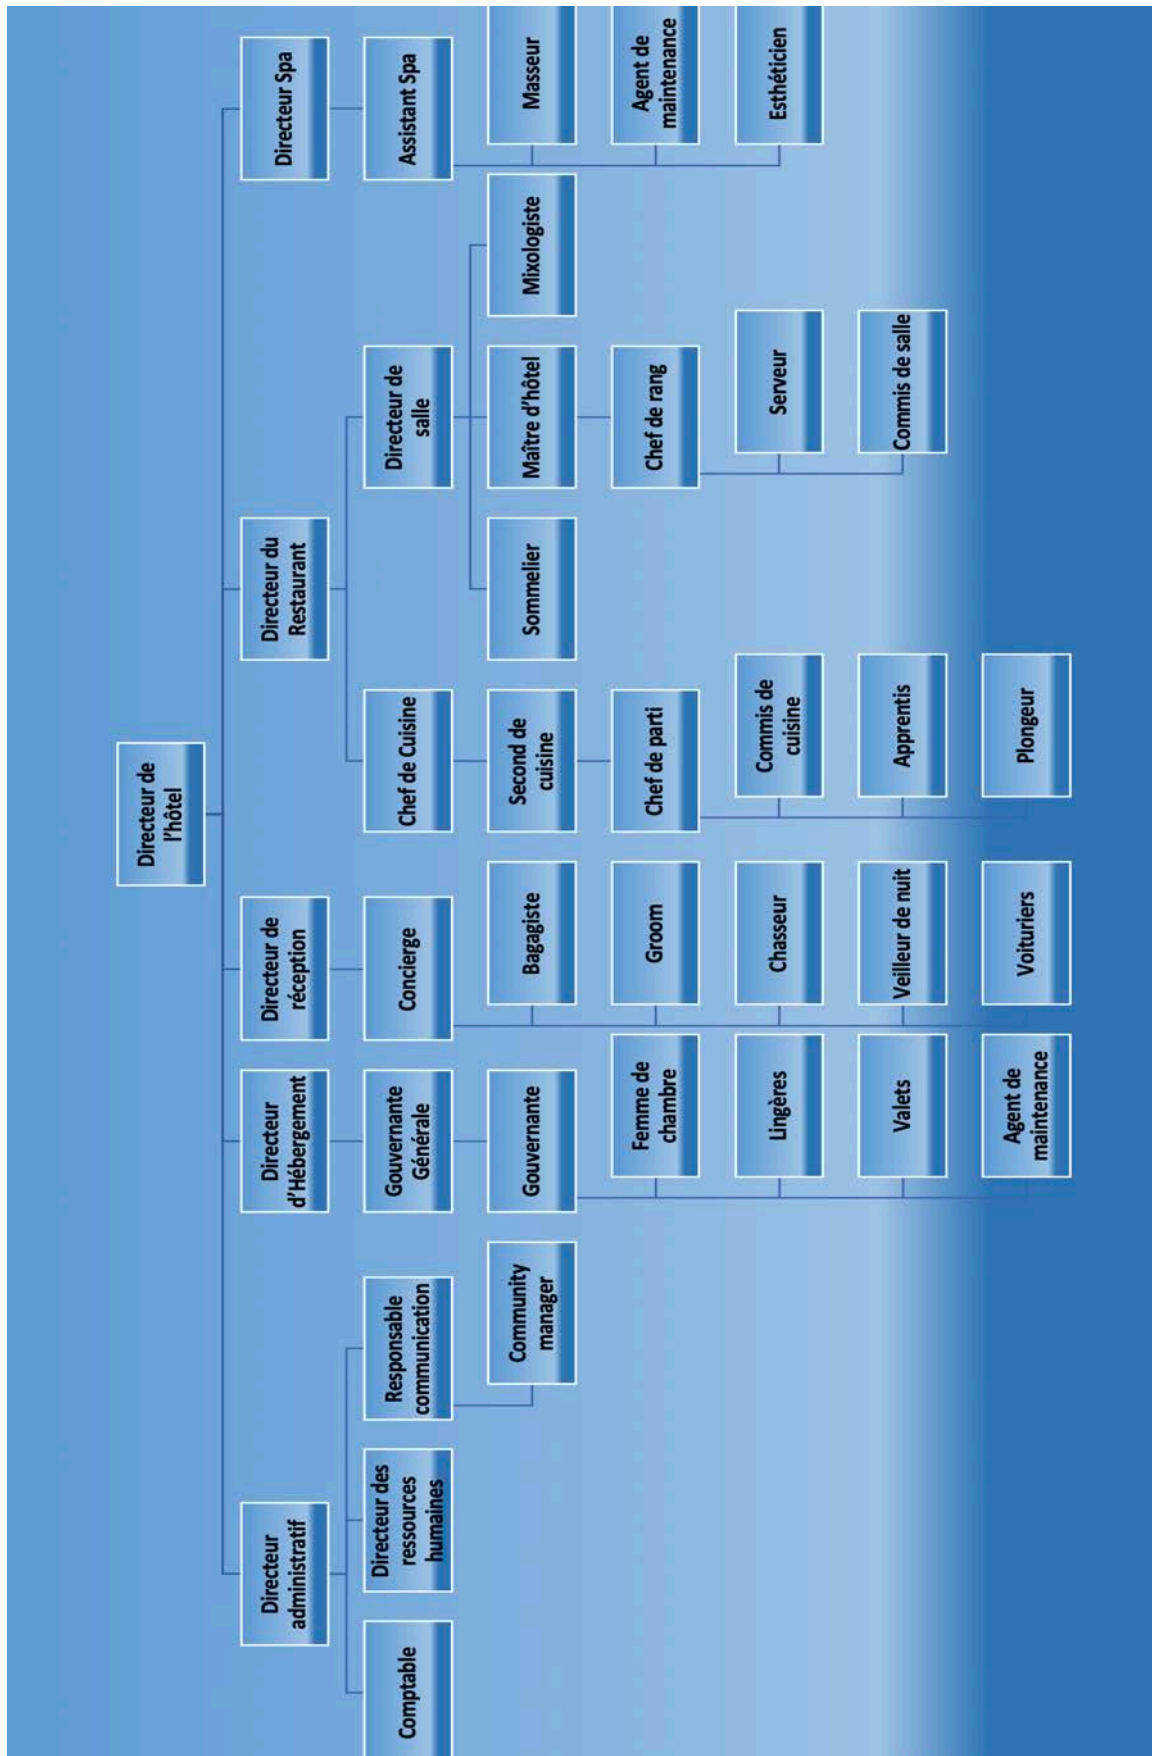 Directeur de
l'hôtel
Directeur
administratif
Directeur
d'Hébergement
Directeur de
réception
Directeur du
Restaurant
Directeur Spa
Comptable
Directeur des
ressources
humaines
Responsable
communication
Gouvernante
Générale
Concierge
Chef de Cuisine
Directeur de
salle
Assistant Spa
Community
manager
Gouvernante
Bagagiste
Second de
cuisine
Sommelier
Maître d'hôtel
Mixologiste
Masseur
Femme de
chambre
Groom
Chef de parti
Chef de rang
Agent de
maintenance
Lingères
Chasseur
Commis de
cuisine
Serveur
Esthéticien
Valets
Veilleur de nuit
Apprentis
Commis de salle
Agent de
maintenance
Voituriers
Plongeur